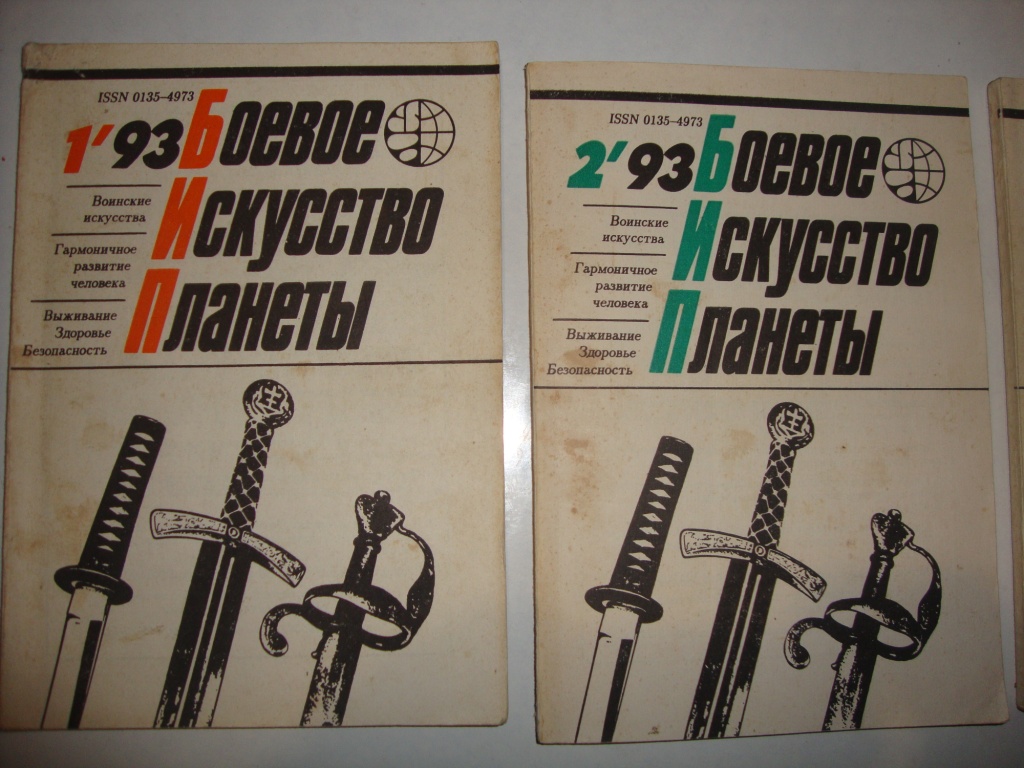 ISSN 0135-4973
1'93 Боевое
Искусство
Планеты
Воинские
искусства
Гармоничное
развитие
человека
Выживание
Здоровье
Безопасность
ISSN 0135-4973
2'93 Боевое
Искусство
Планеты
Воинские
искусства
Гармоничное
развитие
человека
Выживание
Здоровье
Безопасность